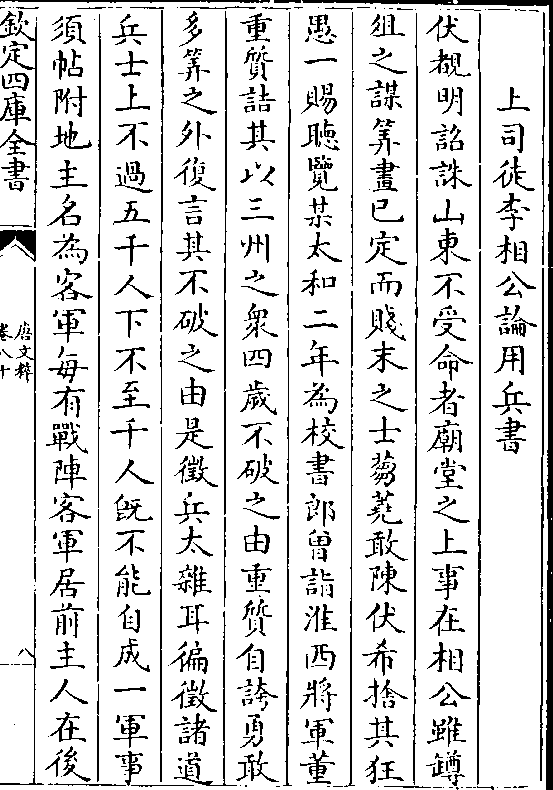 上司徒李相公論用兵書
伏覩明詔誅山東不受命者廟堂之上事在相公雖罇
俎之謀筭畫已定而賤末之士蒭蕘敢陳伏希捨其狂
愚一賜聽覽某太和二年為校書郎曽詣淮西將軍董
重質詰其以三州之衆四歲不破之由重質自誇勇敢
多筭之外復言其不破之由是徵兵太雜耳徧徵諸道
兵士上不過五千人下不至千人旣不能自成一軍事
須帖附地主名為客軍每有戰陣客軍居前主人在後
欽定四庫全書
唐文粹
卷八十
八